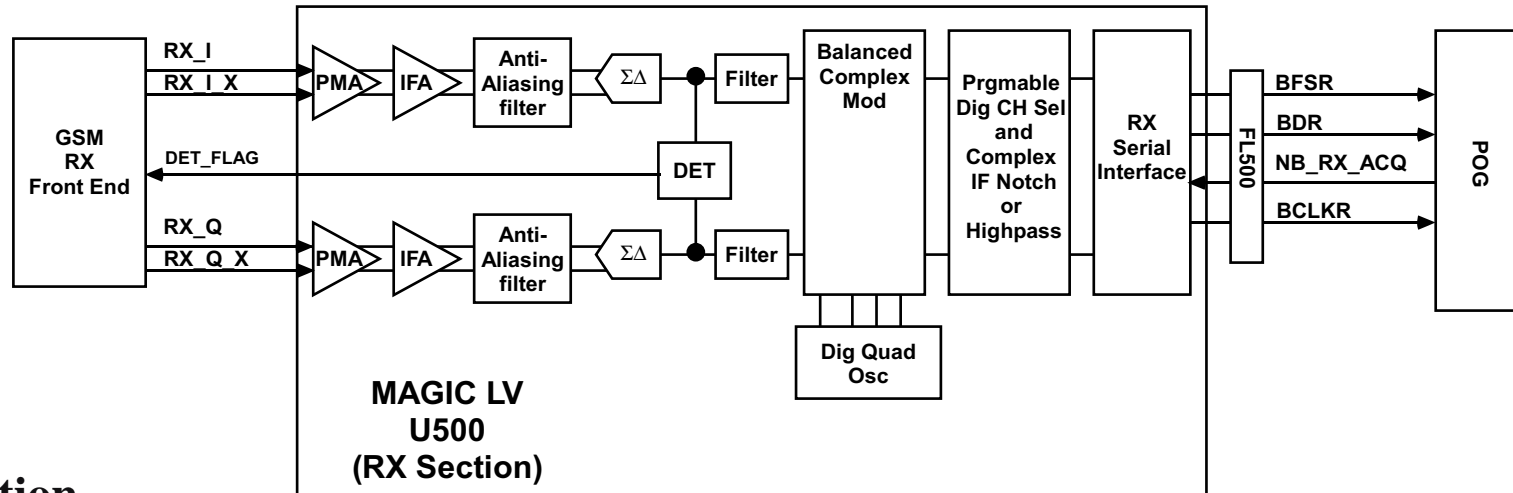 GSM
RX
Front End
RX_I
RX_I_X
DET_FLAG
RX_Q
RX_Q_X
PMA
IFA
Anti-
Aliasing
filter
ΣΔ
Filter
DET
PMA
IFA
Anti-
Aliasing
filter
ΣΔ
Filter
Balanced
Complex
Mod
Dig Quad
Osc
Prgmable
Dig CH Sel
and
Complex
IF Notch
or
Highpass
RX
Serial
Interface
FL500
BFSR
BDR
NB_RX_ACQ
BCLKR
POG
MAGIC LV
U500
(RX Section)